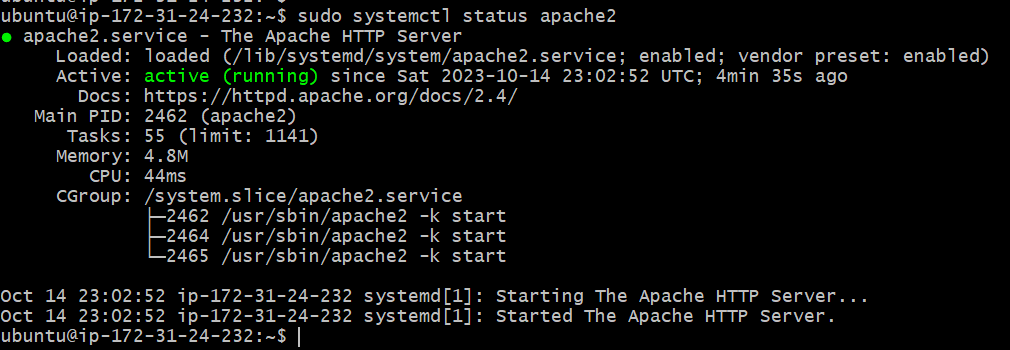 ubuntu@ip-172-31-24-232:~$
ubuntu@ip-172-31-24-232:~$ sudo systemctl status apache2
● apache2.service - The Apache HTTP Server
     Loaded: loaded (/lib/systemd/system/apache2.service; enabled; vendor preset: enabled)
     Active: active (running) since Sat 2023-10-14 23:02:52 UTC; 4min 35s ago
       Docs: https://httpd.apache.org/docs/2.4/
   Main PID: 2462 (apache2)
      Tasks: 55 (limit: 1141)
     Memory: 4.8M
        CPU: 44ms
     CGroup: /system.slice/apache2.service
             ├─2462 /usr/sbin/apache2 -k start
             ├─2464 /usr/sbin/apache2 -k start
             └─2465 /usr/sbin/apache2 -k start
Oct 14 23:02:52 ip-172-31-24-232 systemd[1]: Starting The Apache HTTP Server...
Oct 14 23:02:52 ip-172-31-24-232 systemd[1]: Started The Apache HTTP Server.
ubuntu@ip-172-31-24-232:~$